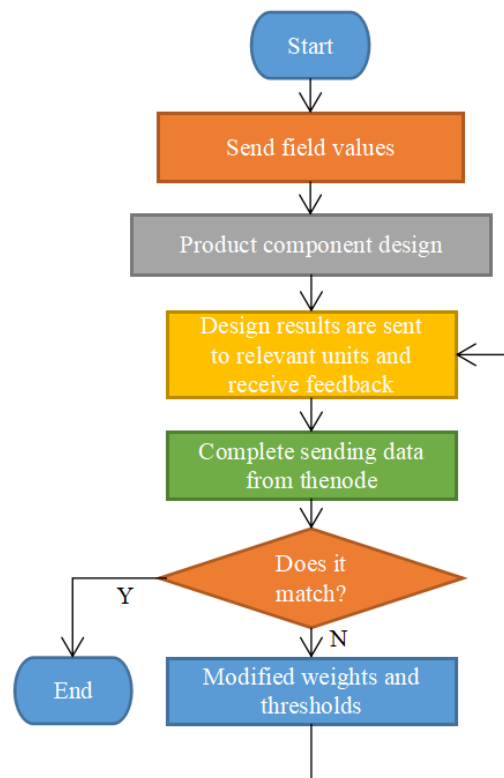 Start
Send field values
Product component design
Design results are sent
to relevant units and
receive feedback
Complete sending data
from thenode
Does it
match?
Y
N
End
Modified weights and
thresholds